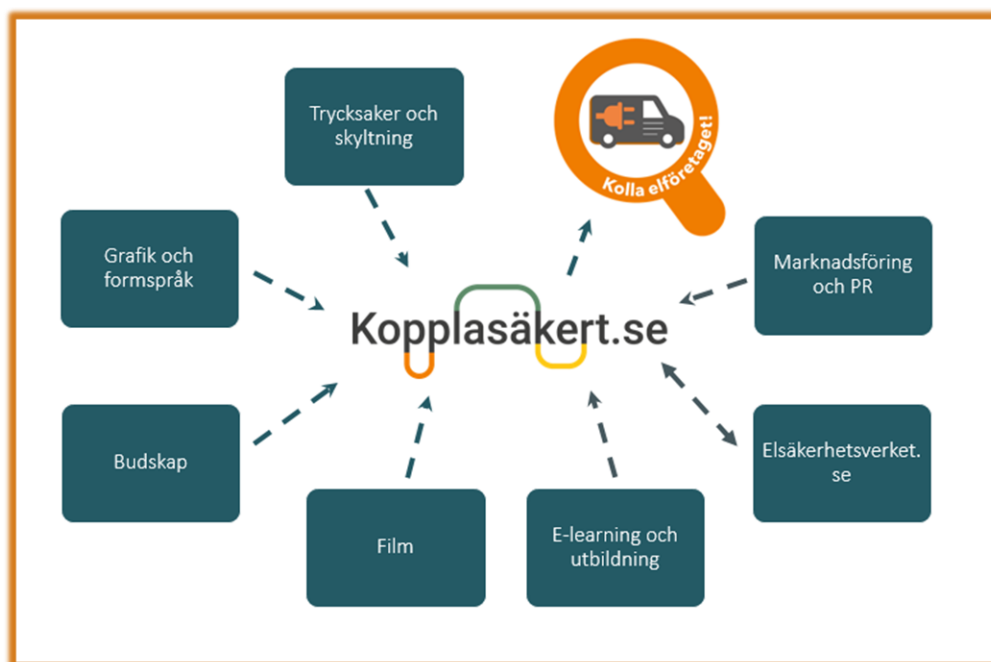 Trycksaker och
skyltning
Kolla elföretaget!
Grafik och
formspråk
Marknadsföring
och PR
Kopplasäkert.se
Budskap
Elsäkerhetsverket.
se
Film
E-learning och
utbildning